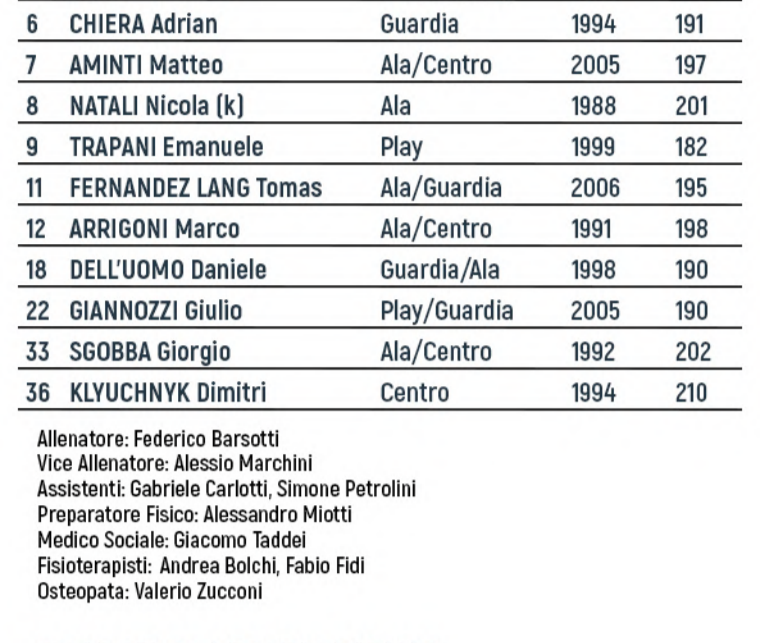 6 CHIERA Adrian Guardia 1994 191
7 AMINTI Matteo Ala/Centro 2005 197
8 NATALI Nicola (k) Ala 1988 201
9 TRAPANI Emanuele Play 1999 182
11 FERNANDEZ LANG Tomas Ala/Guardia 2006 195
12 ARRIGONI Marco Ala/Centro 1991 198
18 DELL'UOMO Daniele Guardia/Ala 1998 190
22 GIANNOZZI Giulio Play/Guardia 2005 190
33 SGOBBA Giorgio Ala/Centro 1992 202
36 KLYUCHNYK Dimitri Centro 1994 210
Allenatore: Federico Barsotti
Vice Allenatore: Alessio Marchini
Assistenti: Gabriele Carlotti, Simone Petrolini
Preparatore Fisico: Alessandro Miotti
Medico Sociale: Giacomo Taddei
Fisioterapisti: Andrea Bolchi, Fabio Fidi
Osteopata: Valerio Zucconi